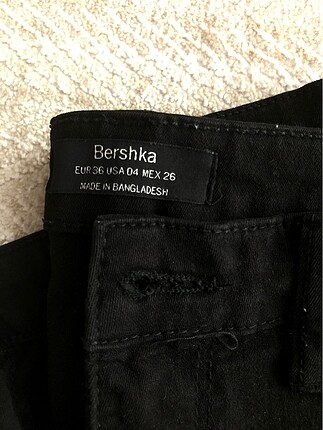 Bershka
EUR 36 USA 04 MEX 26
MADE IN BANGLADESH